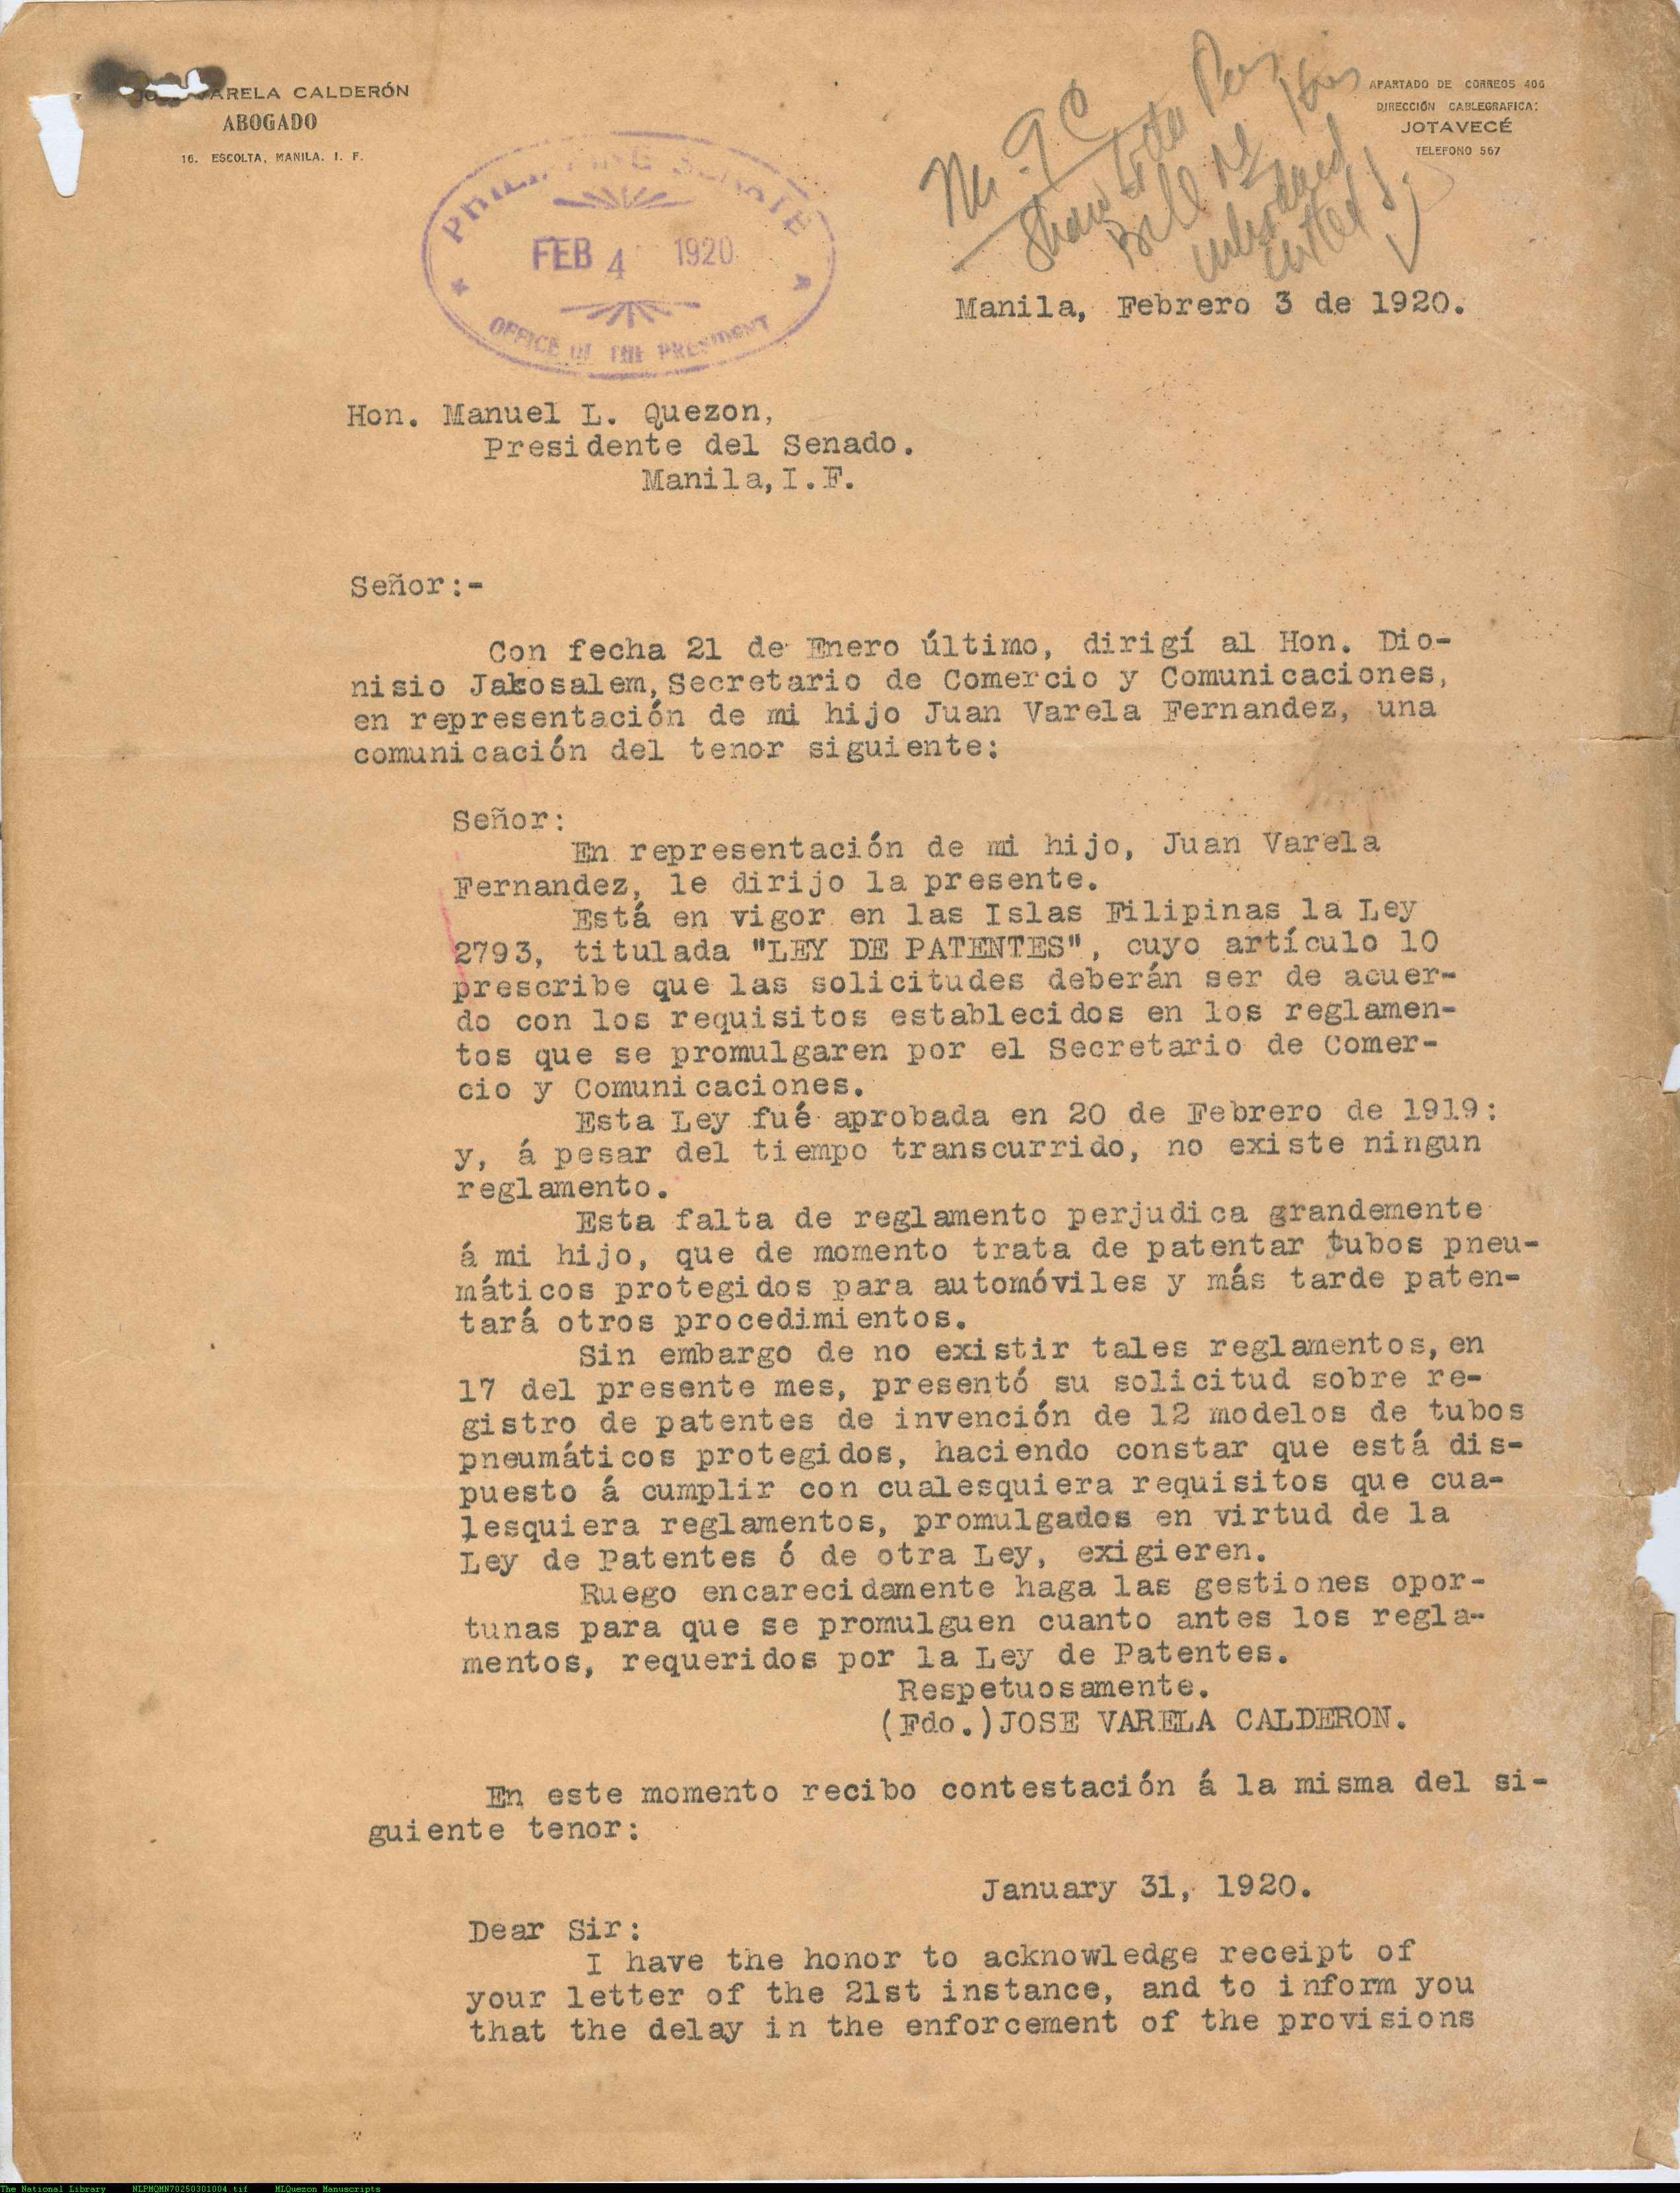 VARELA CALDERÓN
ABOGADO
16. ESCOLTA, MANILA. I. F.
APARTADO DE CORREOS 406
DIRECCIÓN CABLEGRAFICA:
JOTAVECÉ
TELEFONO 567
PHILIPPINE SENATE
FEB 4 1920
OFFICE OF THE PRESIDENT
Show
Bill
Manila, Febrero 3 de 1920.
Hon. Manuel L. Quezon,
Presidente del Senado.
Manila,I.F.
Señor:-
Con fecha 21 de Enero último, dirigí al Hon. Dio-
nisio Jakosalem, Secretario de Comercio y Comunicaciones,
en representación de mi hijo Juan Varela Fernandez, una
comunicación del tenor siguiente:
Señor:
En representación de mi hijo, Juan Varela
Fernandez, le dirijo la presente.
Está en vigor en las Islas Filipinas la Ley
2793, titulada "LEY DE PATENTES", cuyo artículo 10
prescribe que las solicitudes deberán ser de acuer-
do con los requisitos establecidos en los reglamen-
tos que se promulgaren por el Secretario de Comer-
cio y Comunicaciones.
Esta Ley fué aprobada en 20 de Febrero de 1919:
y, á pesar del tiempo transcurrido, no existe ningun
reglamento.
Esta falta de reglamento perjudica grandemente
á mi hijo, que de momento trata de patentar tubos pneu-
máticos protegidos para automóviles y más tarde paten-
tará otros procedimientos.
Sin embargo de no existir tales reglamentos, en
17 del presente mes, presentó su solicitud sobre re-
gistro de patentes de invención de 12 modelos de tubos
pneumáticos protegidos, haciendo constar que está dis-
puesto á cumplir con cualesquiera requisitos que cua-
lesquiera reglamentos, promulgados en virtud de la
Ley de Patentes ó de otra Ley, exigieren.
Ruego encarecidamente haga las gestiones opor-
tunas para que se promulguen cuanto antes los regla-
mentos, requeridos por la Ley de Patentes.
Respetuosamente.
(Fdo.)JOSE VARELA CALDERON.
En este momento recibo contestación á la misma del si-
guiente tenor:
January 31, 1920.
Dear Sir:
I have the honor to acknowledge receipt of
your letter of the 21st instance, and to inform you
that the delay in the enforcement of the provisions
The National Library NLPMQMN70250301004.tif MLQuezon Manuscripts